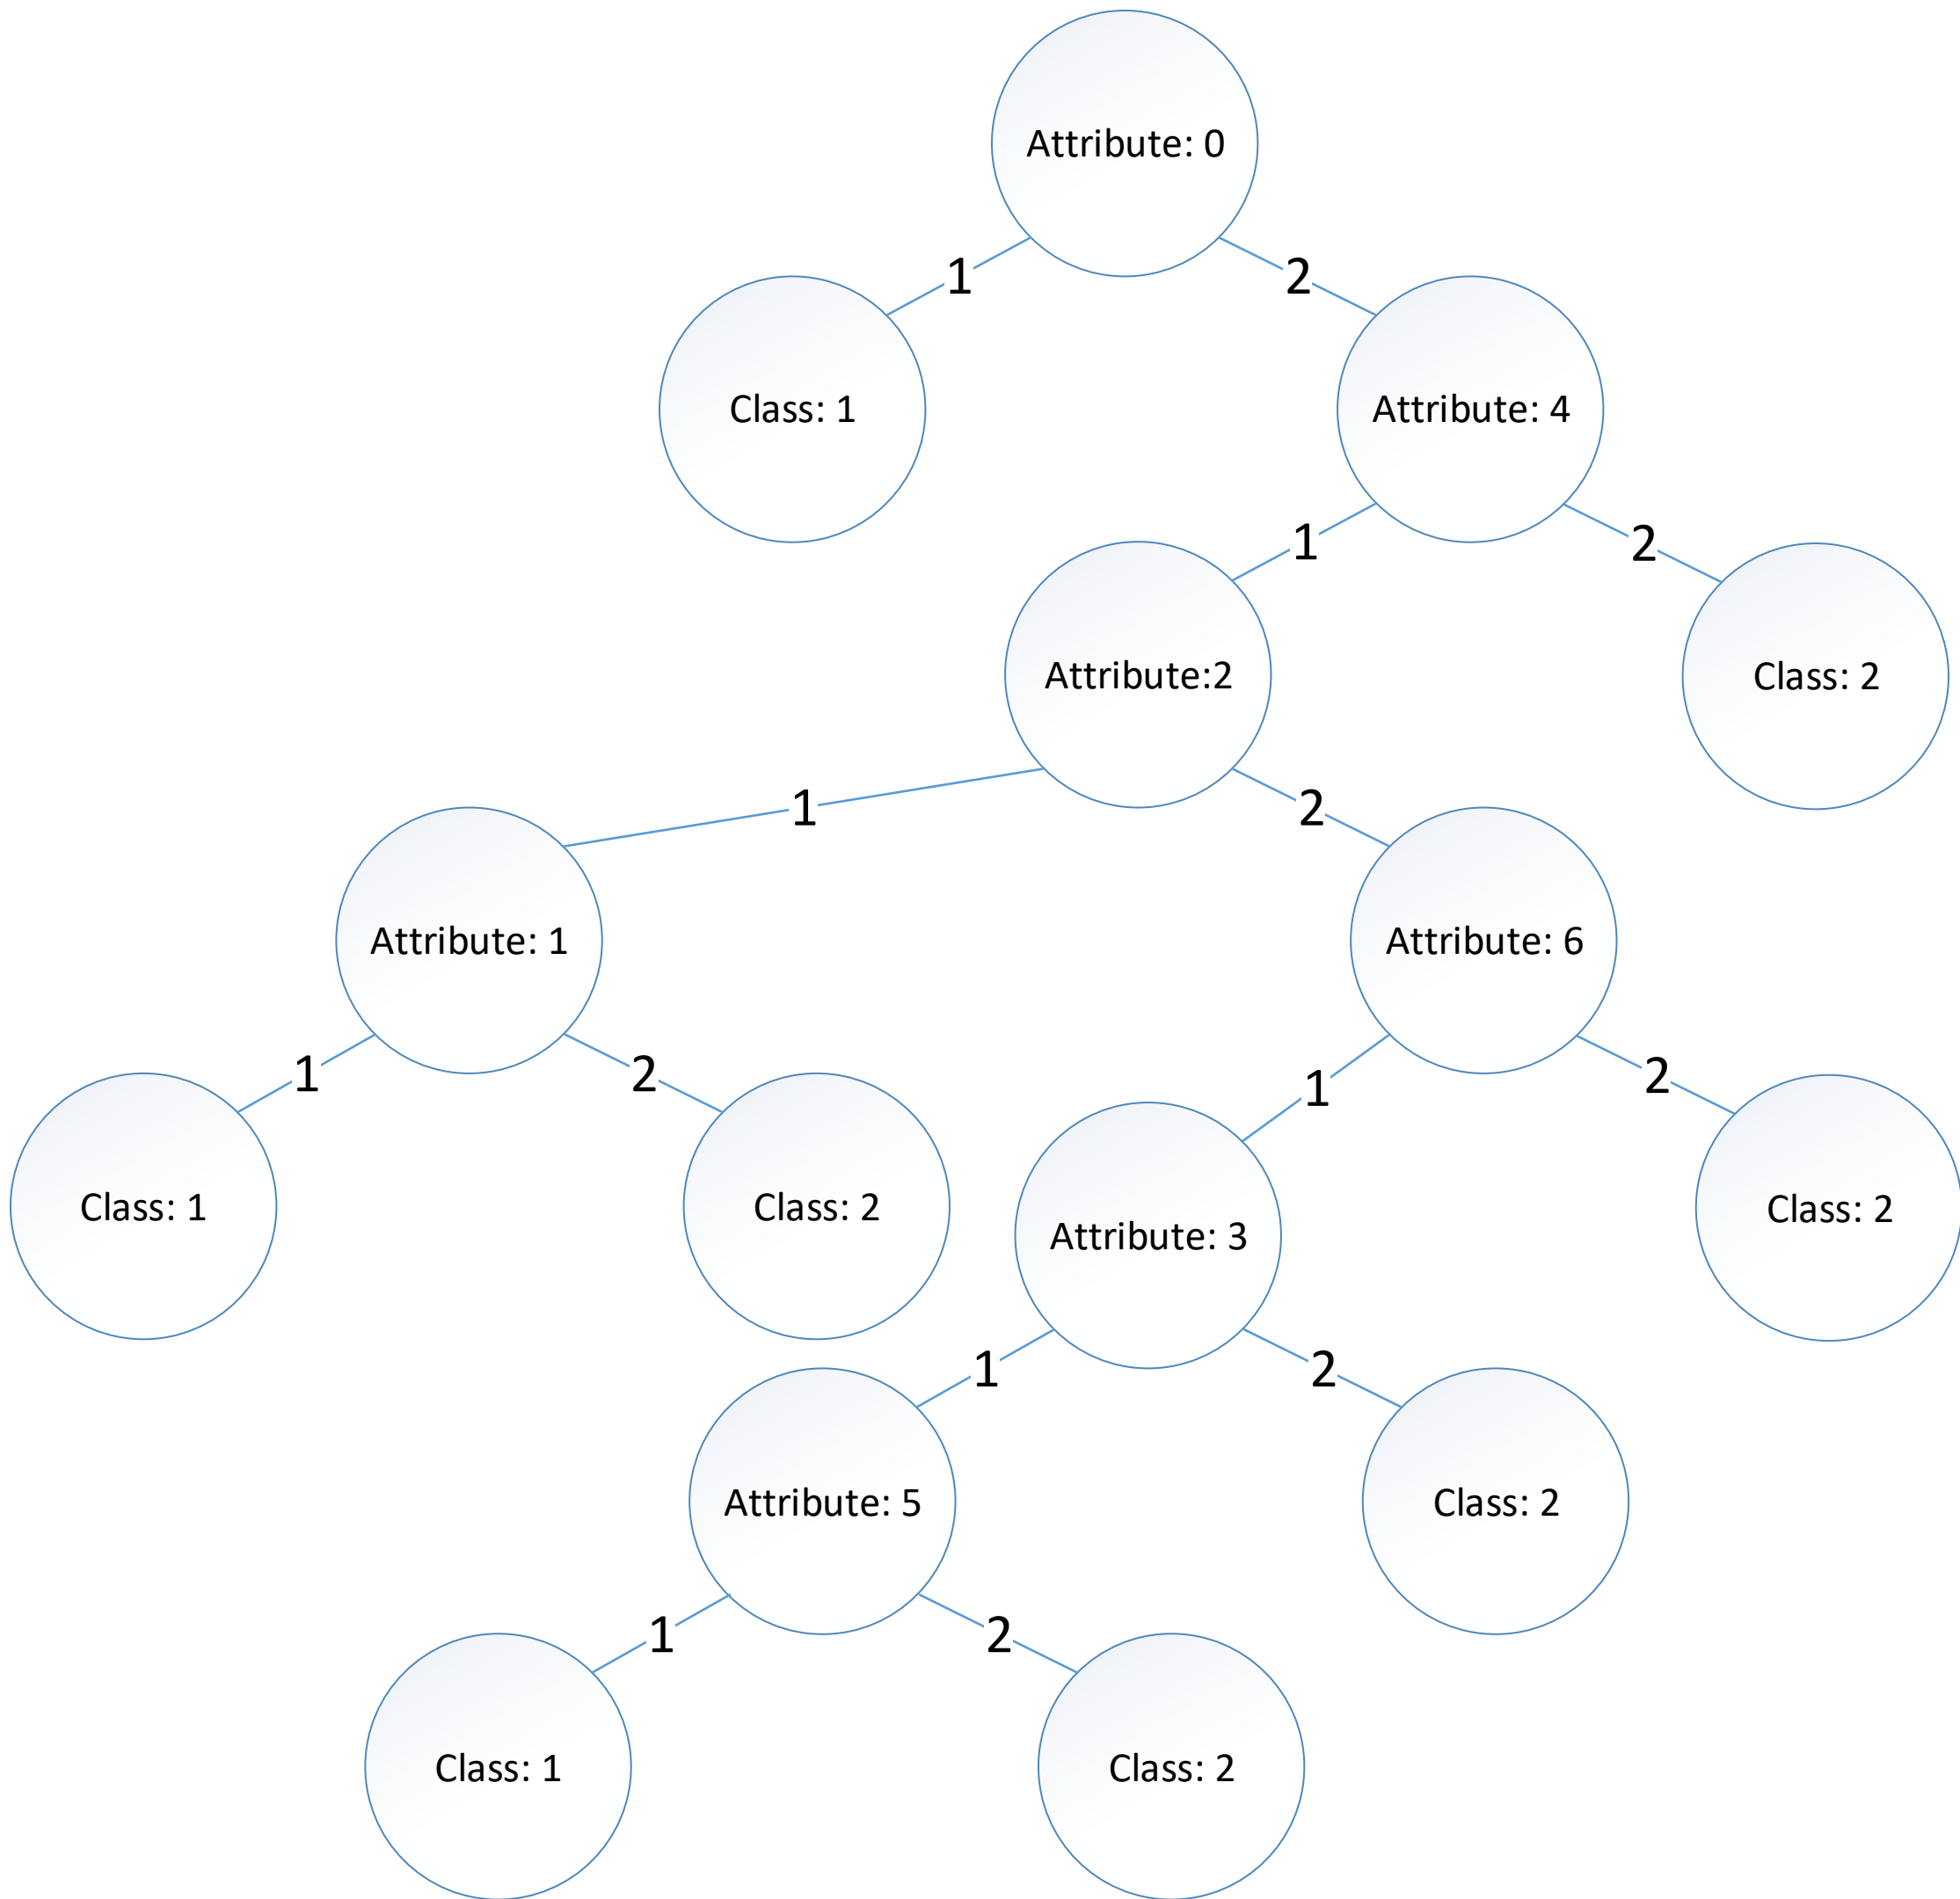 Attribute: 0
1
2
Class: 1
Attribute: 4
1
2
Attribute:2
Class: 2
1
2
Attribute: 1
Attribute: 6
1
2
1
2
Class: 1
Class: 2
Attribute: 3
Class: 2
1
2
Attribute: 5
Class: 2
1
2
Class: 1
Class: 2